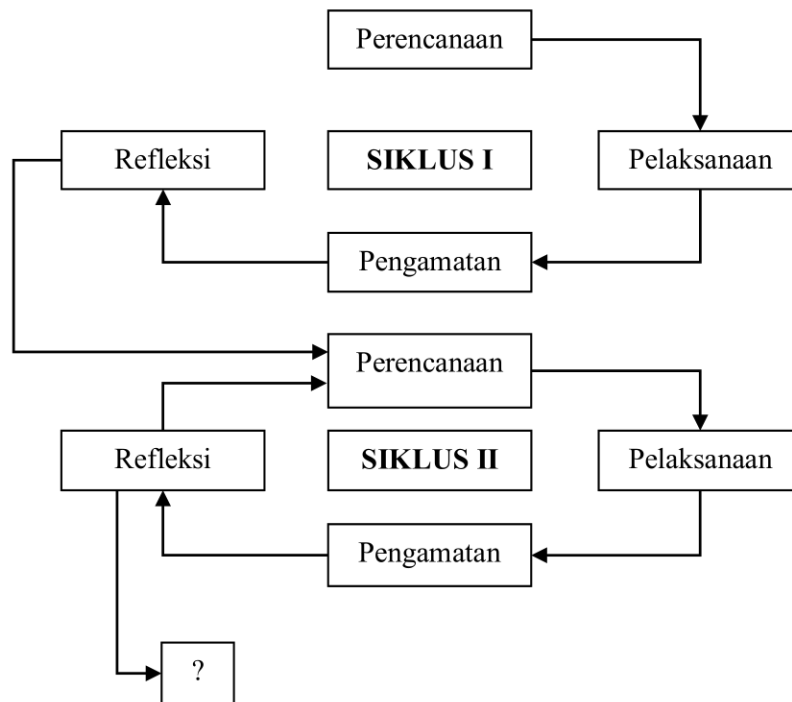 Perencanaan
Refleksi
SIKLUS I
Pelaksanaan
Pengamatan
Perencanaan
Refleksi
SIKLUS II
Pelaksanaan
Pengamatan
?